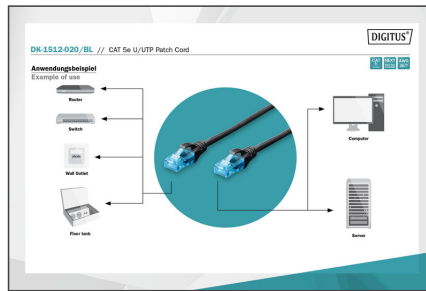 DIGITUS®
DK-1512-020/BL // CAT 5e U/UTP Patch Cord
Anwendungsbeispiel
Example of use
Router
Switch
Wall Outlet
Floor tank
Computer
Server